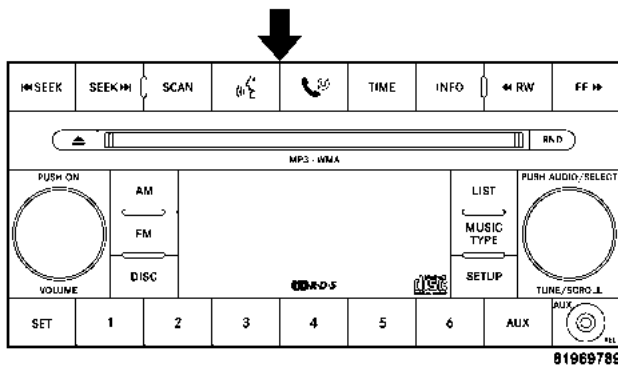 SEEK SEEK SCAN TIME INFO RW FF
RND
MP3 - WMA
PUSH ON AM LIST PUSH AUDIO/SELECT
FM MUSIC TYPE
DISC R·D·S disc SETUP
VOLUME TUNE/SCROLL
SET 1 2 3 4 5 6 AUX AUX
81969789